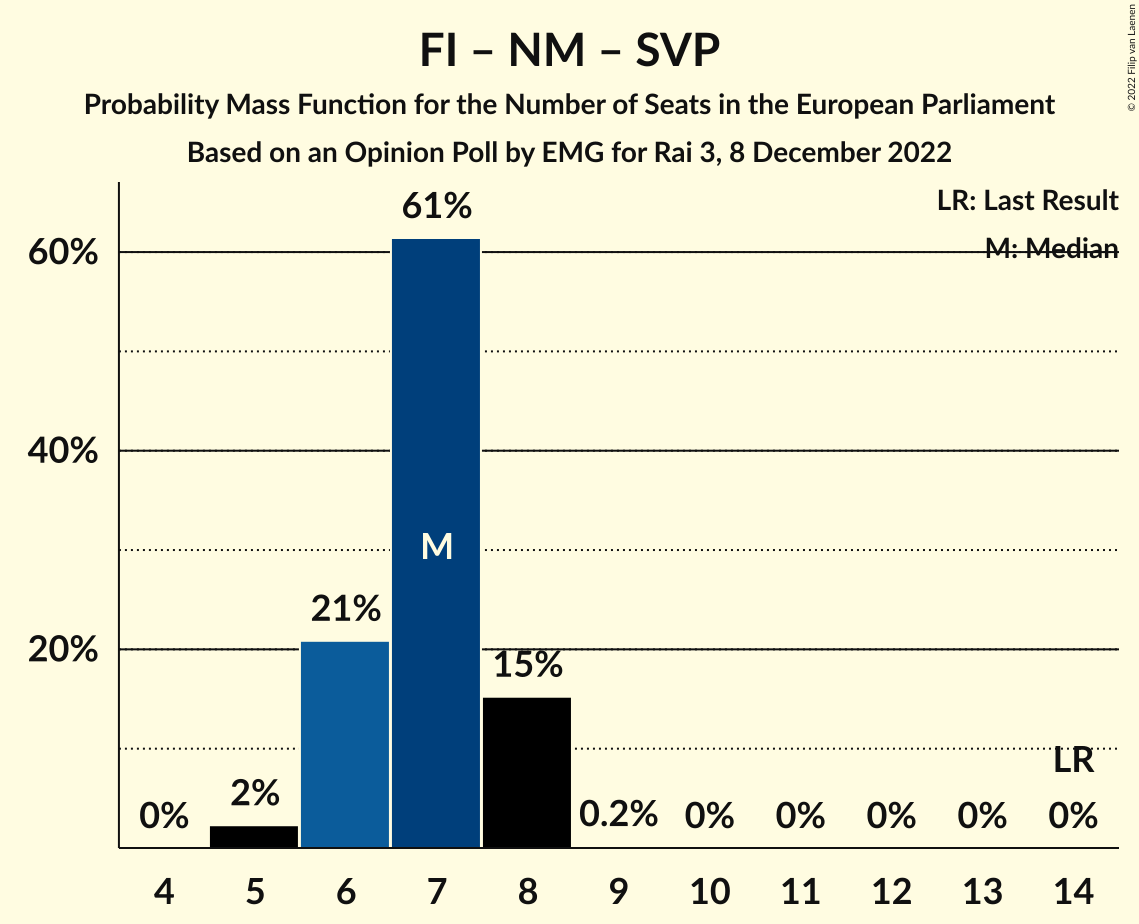 FI – NM – SVP
Probability Mass Function for the Number of Seats in the European Parliament
Based on an Opinion Poll by EMG for Rai 3, 8 December 2022
© 2022 Filip van Laenen
LR: Last Result
M: Median
60%
40%
20%
0%
2%
21%
61%
M
15%
0.2%
0%
0%
0%
0%
LR
0%
4 5 6 7 8 9 10 11 12 13 14